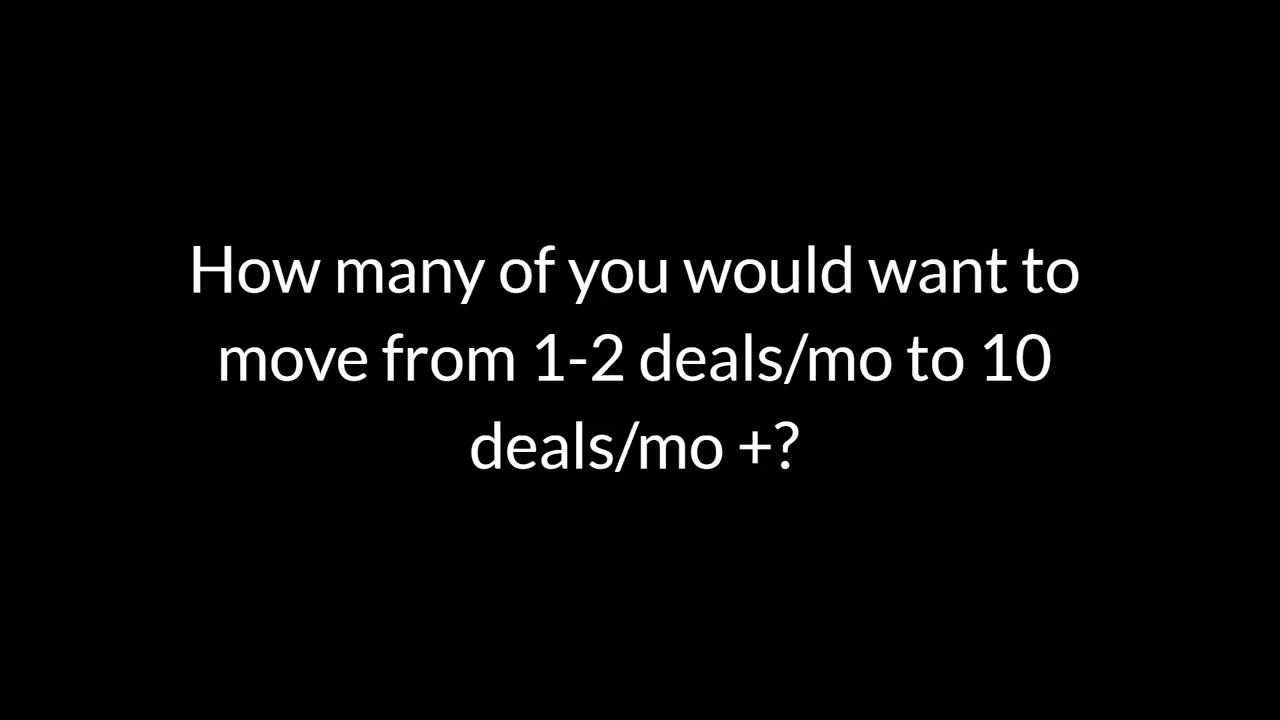 How many of you would want to
move from 1-2 deals/mo to 10
deals/mo +?